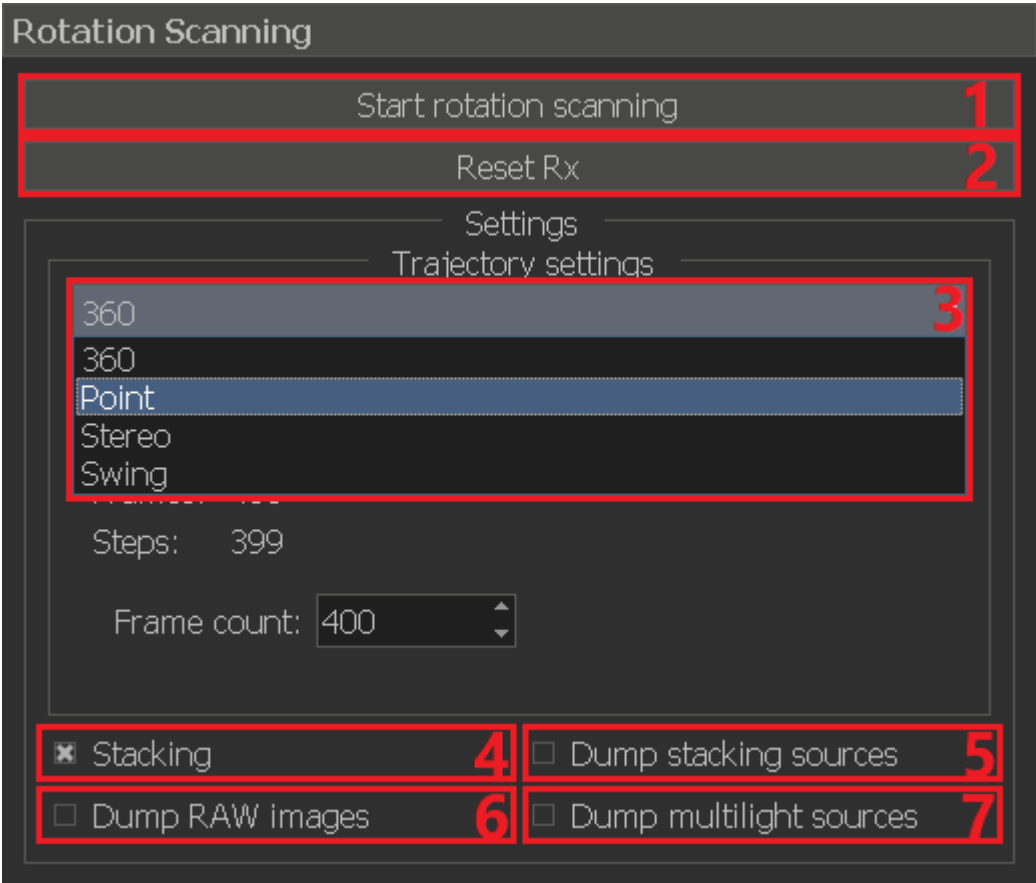 Rotation Scanning
Start rotation scanning 1
Reset Rx 2
Settings
Trajectory settings
360 3
360
Point
Stereo
Swing
Steps: 399
Frame count: 400
Stacking 4 Dump stacking sources 5
Dump RAW images 6 Dump multilight sources 7